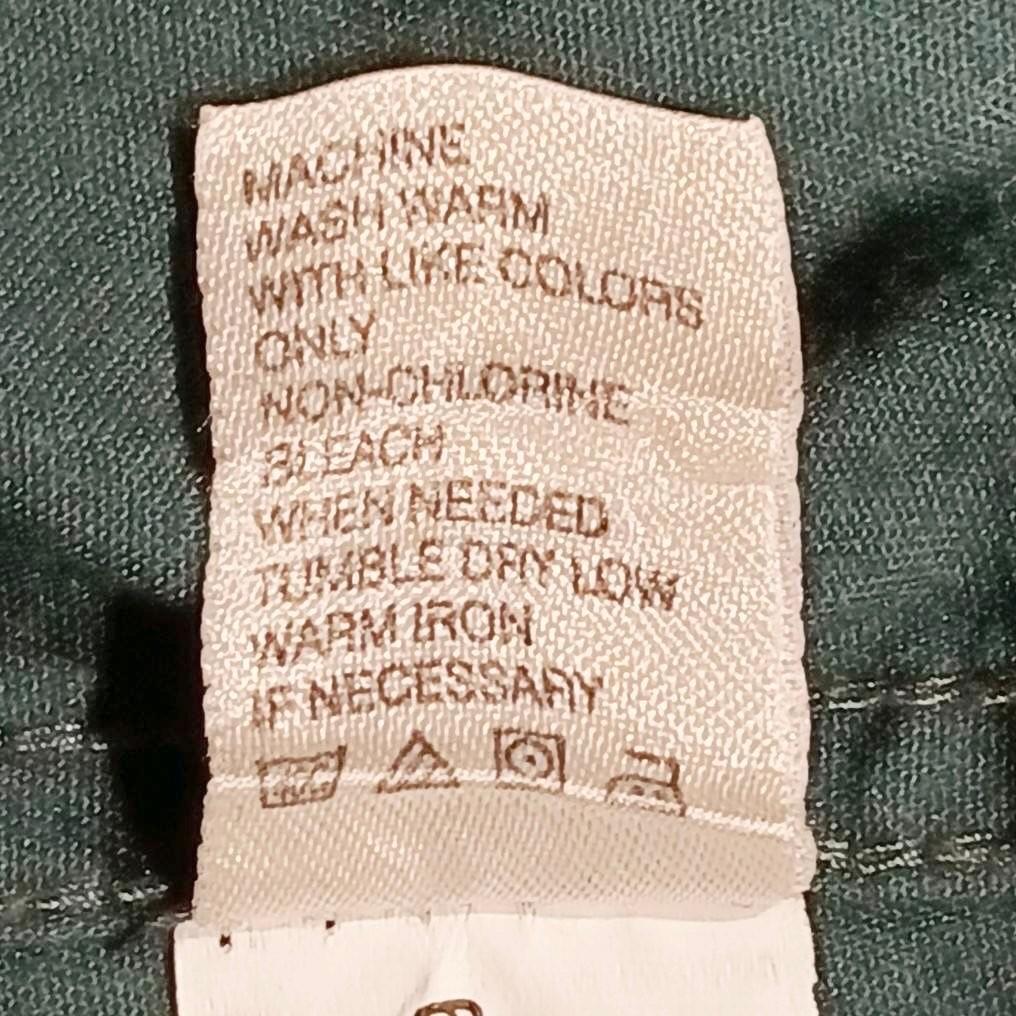 MACHINE
WASH WARM
WITH LIKE COLORS
ONLY
NON-CHLORINE
BLEACH
WHEN NEEDED
TUMBLE DRY LOW
WARM IRON
IF NECESSARY